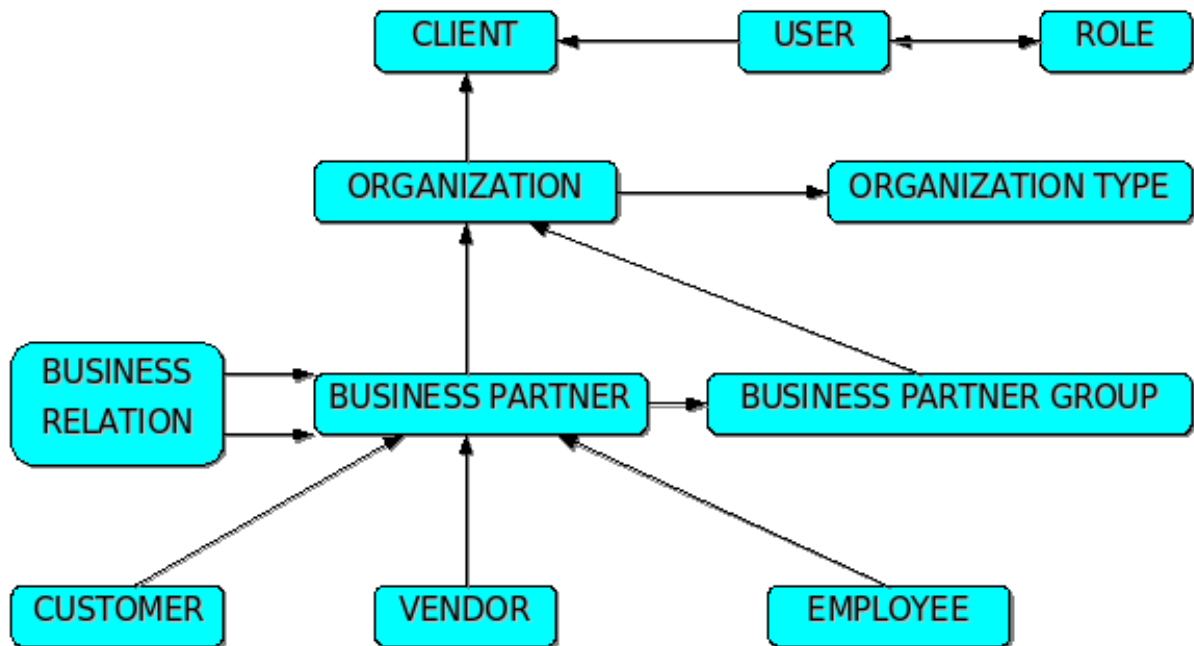 CLIENT
USER
ROLE
ORGANIZATION
ORGANIZATION TYPE
BUSINESS
RELATION
BUSINESS PARTNER
BUSINESS PARTNER GROUP
CUSTOMER
VENDOR
EMPLOYEE